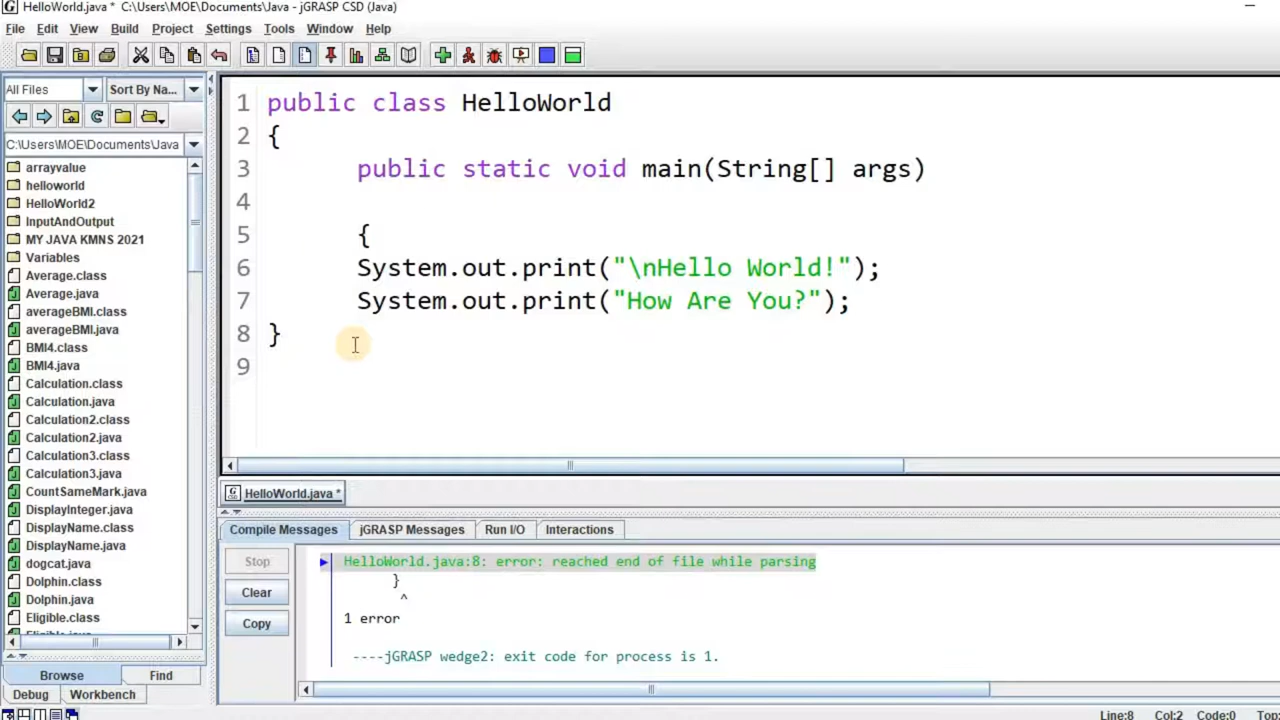 HelloWorld.java * C:\Users\MOE\Documents\Java - jGRASP CSD (Java)
File Edit View Build Project Settings Tools Window Help
All Files Sort By Na...
C:\Users\MOE\Documents\Java
arrayvalue
helloworld
HelloWorld2
InputAndOutput
MY JAVA KMNS 2021
Variables
Average.class
Average.java
averageBMI.class
averageBMI.java
BMI4.class
BMI4.java
Calculation.class
Calculation.java
Calculation2.class
Calculation2.java
Calculation3.class
Calculation3.java
CountSameMark.java
DisplayInteger.java
DisplayName.class
DisplayName.java
dogcat.java
Dolphin.class
Dolphin.java
Eligible.class
Eligible.java
Browse Find
Debug Workbench
1 public class HelloWorld
2 {
3 public static void main(String[] args)
4
5 {
6 System.out.print("\nHello World!");
7 System.out.print("How Are You?");
8 }
9
HelloWorld.java *
Compile Messages jGRASP Messages Run I/O Interactions
Stop
Clear
Copy
HelloWorld.java:8: error: reached end of file while parsing
}
^
1 error
----jGRASP wedge2: exit code for process is 1.
Line:8 Col:2 Code:0 Top: